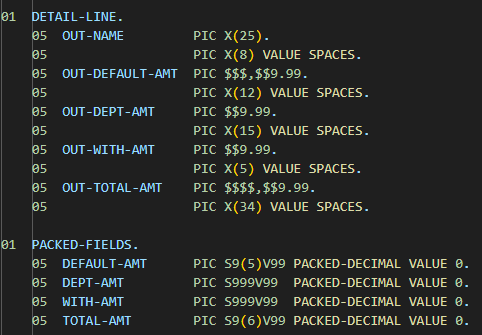 01  DETAIL-LINE.
    05  OUT-NAME         PIC X(25).
    05                   PIC X(8) VALUE SPACES.
    05  OUT-DEFAULT-AMT  PIC $$$,$$9.99.
    05                   PIC X(12) VALUE SPACES.
    05  OUT-DEPT-AMT     PIC $$9.99.
    05                   PIC X(15) VALUE SPACES.
    05  OUT-WITH-AMT     PIC $$9.99.
    05                   PIC X(5) VALUE SPACES.
    05  OUT-TOTAL-AMT    PIC $$$$,$$9.99.
    05                   PIC X(34) VALUE SPACES.

01  PACKED-FIELDS.
    05  DEFAULT-AMT      PIC S9(5)V99 PACKED-DECIMAL VALUE 0.
    05  DEPT-AMT         PIC S999V99  PACKED-DECIMAL VALUE 0.
    05  WITH-AMT         PIC S999V99  PACKED-DECIMAL VALUE 0.
    05  TOTAL-AMT        PIC S9(6)V99 PACKED-DECIMAL VALUE 0.